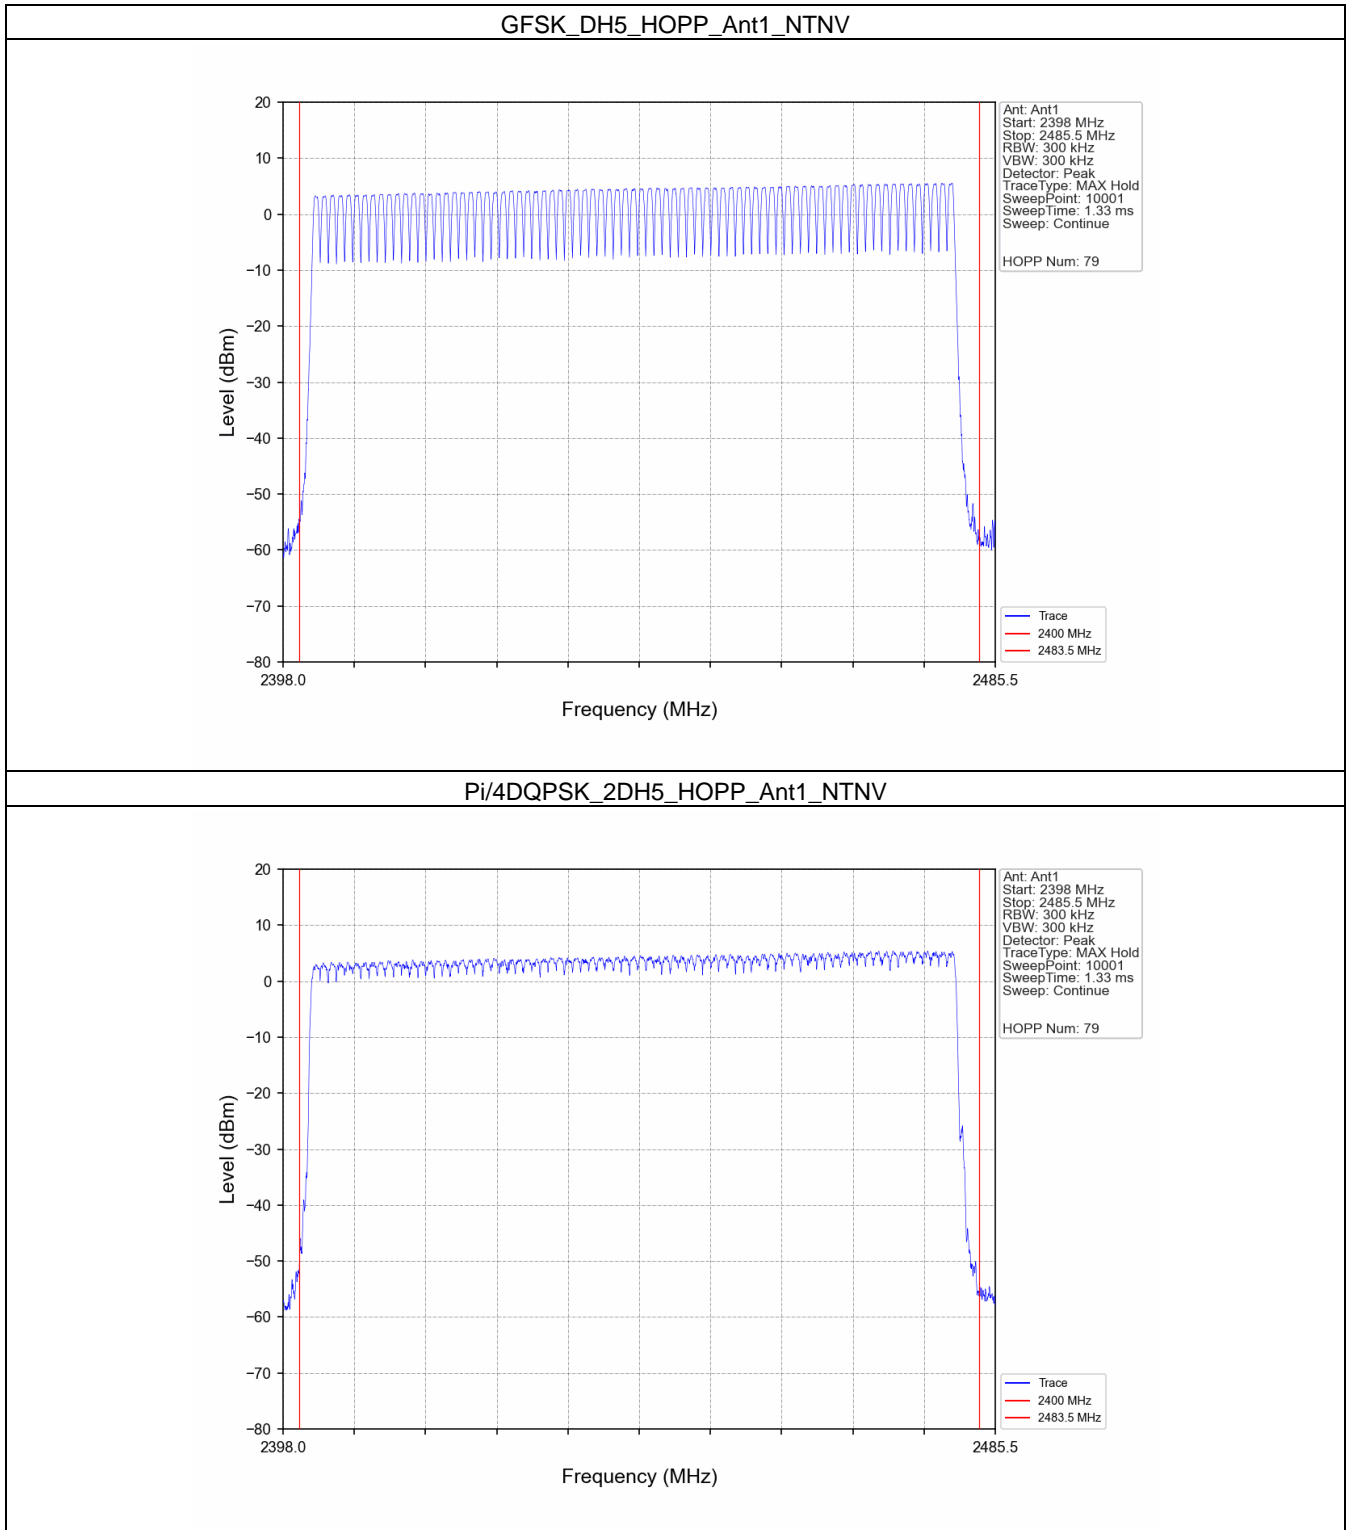 GFSK_DH5_HOPP_Ant1_NTNV
20
10
0
−10
−20
−30
−40
−50
−60
−70
−80
Level (dBm)
2398.0
2485.5
Frequency (MHz)
Ant: Ant1
Start: 2398 MHz
Stop: 2485.5 MHz
RBW: 300 kHz
VBW: 300 kHz
Detector: Peak
TraceType: MAX Hold
SweepPoint: 10001
SweepTime: 1.33 ms
Sweep: Continue
HOPP Num: 79
Trace
2400 MHz
2483.5 MHz
Pi/4DQPSK_2DH5_HOPP_Ant1_NTNV
20
10
0
−10
−20
−30
−40
−50
−60
−70
−80
Level (dBm)
2398.0
2485.5
Frequency (MHz)
Ant: Ant1
Start: 2398 MHz
Stop: 2485.5 MHz
RBW: 300 kHz
VBW: 300 kHz
Detector: Peak
TraceType: MAX Hold
SweepPoint: 10001
SweepTime: 1.33 ms
Sweep: Continue
HOPP Num: 79
Trace
2400 MHz
2483.5 MHz